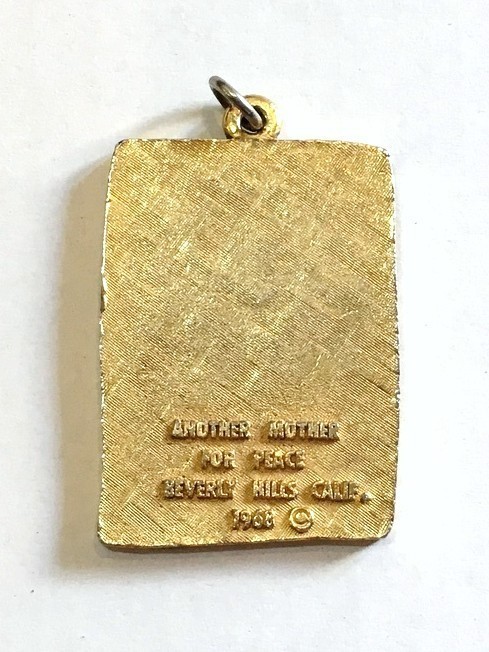 ANOTHER MOTHER
FOR PEACE
BEVERLY HILLS CALIF.
1968 ©